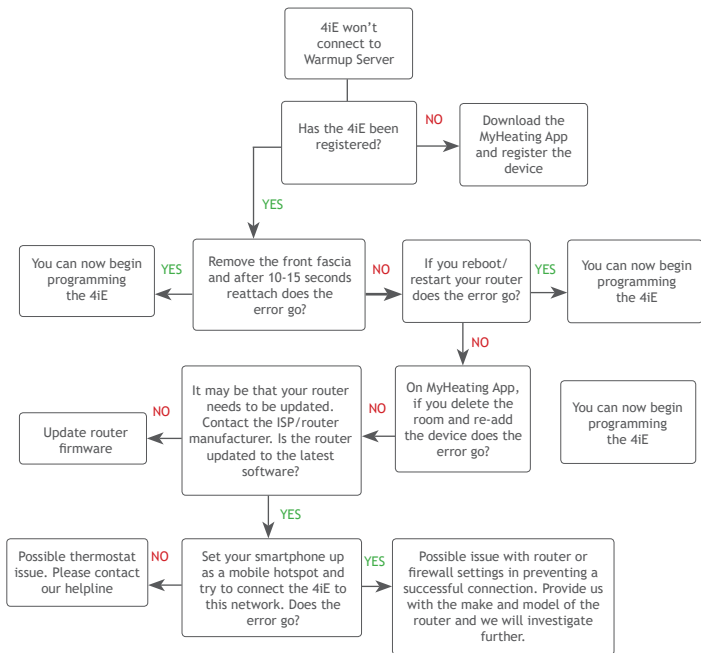 4iE won't
connect to
Warmup Server
Has the 4iE been
registered?
NO
Download the
MyHeating App
and register the
device
YES
You can now begin
programming
the 4iE
YES
Remove the front fascia
and after 10-15 seconds
reattach does the
error go?
NO
If you reboot/
restart your router
does the error go?
YES
You can now begin
programming
the 4iE
NO
It may be that your router
needs to be updated.
Contact the ISP/router
manufacturer. Is the router
updated to the latest
software?
NO
On MyHeating App,
if you delete the
room and re-add
the device does the
error go?
You can now begin
programming
the 4iE
NO
Update router
firmware
YES
Possible thermostat
issue. Please contact
our helpline
NO
Set your smartphone up
as a mobile hotspot and
try to connect the 4iE to
this network. Does the
error go?
YES
Possible issue with router or
firewall settings in preventing a
successful connection. Provide us
with the make and model of the
router and we will investigate
further.